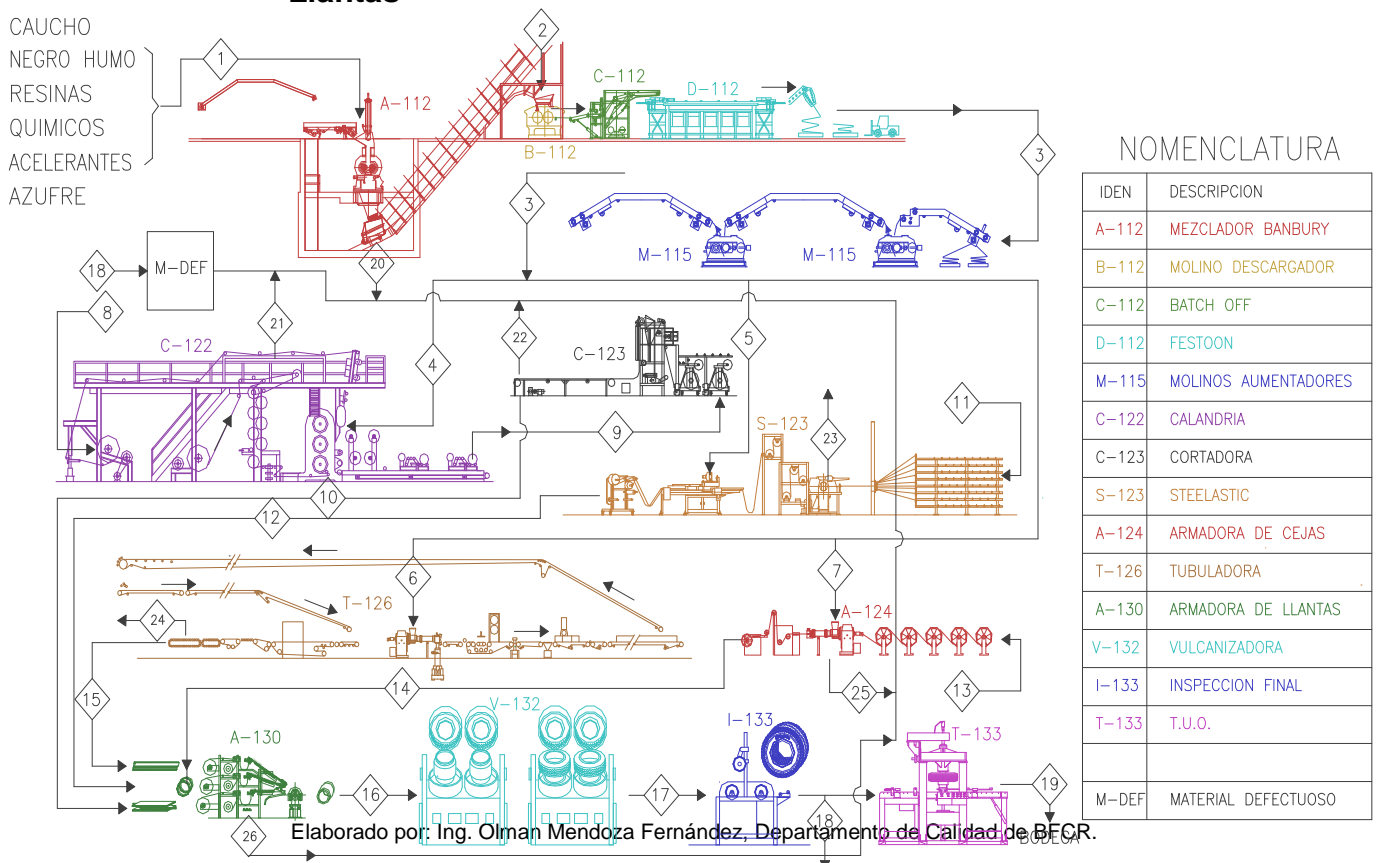 CAUCHO
NEGRO HUMO
RESINAS
QUIMICOS
ACELERANTES
AZUFRE
1
A-112
2
B-112
C-112
D-112
3
3
M-115
M-115
20
18
M-DEF
8
21
22
C-122
4
C-123
5
9
10
12
S-123
23
11
6
7
T-126
24
A-124
15
14
25
13
A-130
V-132
I-133
T-133
16
17
18
19
26
BODEGA
NOMENCLATURA
IDEN DESCRIPCION
A-112 MEZCLADOR BANBURY
B-112 MOLINO DESCARGADOR
C-112 BATCH OFF
D-112 FESTOON
M-115 MOLINOS AUMENTADORES
C-122 CALANDRIA
C-123 CORTADORA
S-123 STEELASTIC
A-124 ARMADORA DE CEJAS
T-126 TUBULADORA
A-130 ARMADORA DE LLANTAS
V-132 VULCANIZADORA
I-133 INSPECCION FINAL
T-133 T.U.O.
M-DEF MATERIAL DEFECTUOSO
Elaborado por: Ing. Olman Mendoza Fernández, Departamento de Calidad de BFCR.